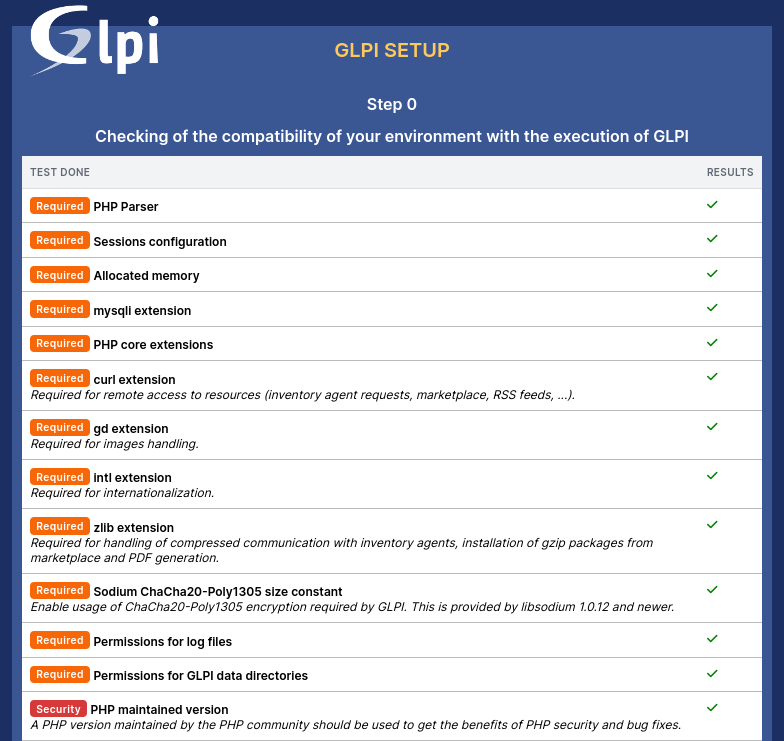 Glpi
GLPI SETUP
Step 0
Checking of the compatibility of your environment with the execution of GLPI
TEST DONE RESULTS
Required PHP Parser
Required Sessions configuration
Required Allocated memory
Required mysqli extension
Required PHP core extensions
Required curl extension
Required for remote access to resources (inventory agent requests, marketplace, RSS feeds, ...).
Required gd extension
Required for images handling.
Required intl extension
Required for internationalization.
Required zlib extension
Required for handling of compressed communication with inventory agents, installation of gzip packages from
marketplace and PDF generation.
Required Sodium ChaCha20-Poly1305 size constant
Enable usage of ChaCha20-Poly1305 encryption required by GLPI. This is provided by libsodium 1.0.12 and newer.
Required Permissions for log files
Required Permissions for GLPI data directories
Security PHP maintained version
A PHP version maintained by the PHP community should be used to get the benefits of PHP security and bug fixes.